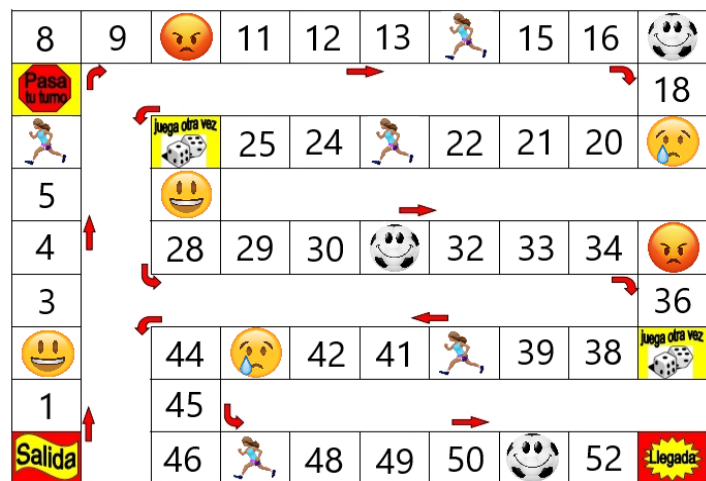 8 9 11 12 13 15 16
Pasa
tu turno
18
juega otra vez
25 24 22 21 20
5
4
28 29 30 32 33 34
3
36
44 42 41 39 38
juega otra vez
1
45
Salida
46 48 49 50 52
Llegada